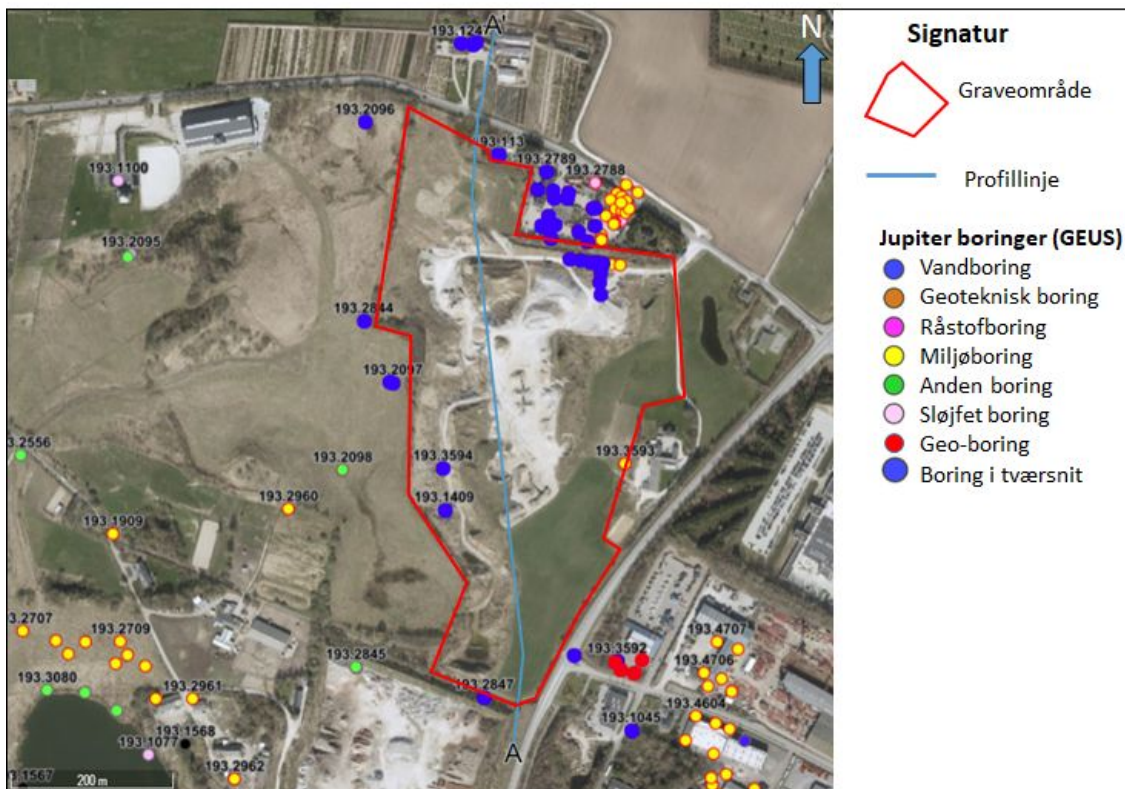 193.124
A'
N
193.2096
193.113
193.2789
193.2788
193.1100
193.2095
193.2844
193.2097
3.2556
193.2098
193.3594
193.3593
193.1409
193.2960
193.1909
3.2707
193.2709
193.2845
193.3592
193.4707
193.4706
193.3080
193.2961
193.2847
193.4604
193.1568
193.1077
193.1045
193.2962
A
200 m
Signatur
Graveområde
Profillinje
Jupiter boringer (GEUS)
Vandboring
Geoteknisk boring
Råstofboring
Miljøboring
Anden boring
Sløjfet boring
Geo-boring
Boring i tværsnit